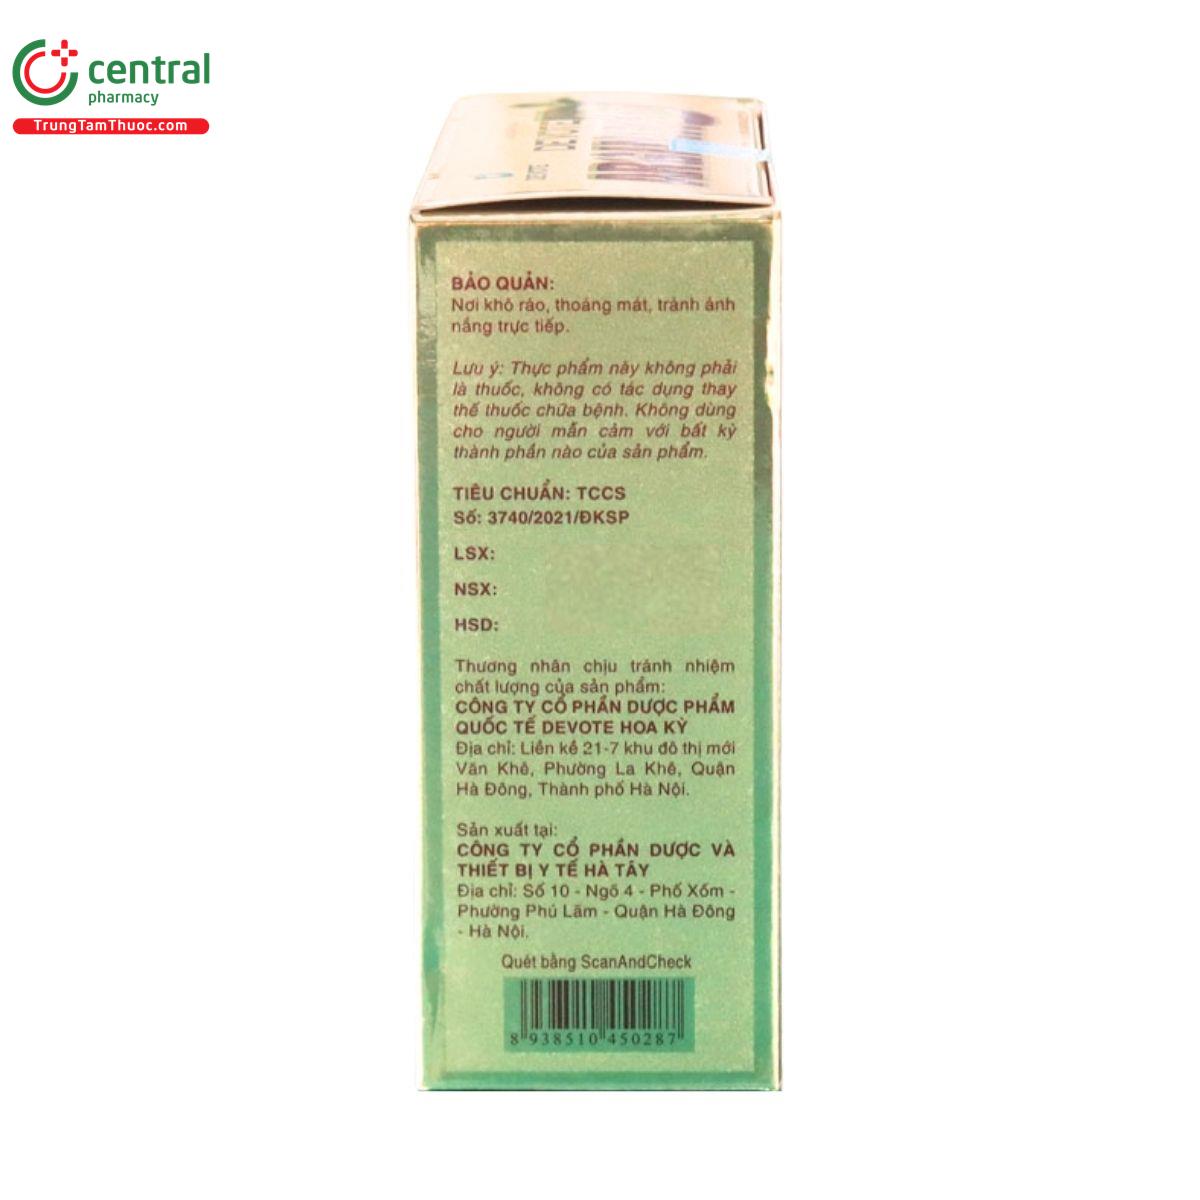 central
pharmacy
TrungTamThuoc.com
BẢO QUẢN:
Nơi khô ráo, thoáng mát, tránh ánh
nắng trực tiếp.
Lưu ý: Thực phẩm này không phải
là thuốc, không có tác dụng thay
thế thuốc chữa bệnh. Không dùng
cho người mẫn cảm với bất kỳ
thành phần nào của sản phẩm.
TIÊU CHUẨN: TCCS
Số: 3740/2021/ĐKSP
LSX:
NSX:
HSD:
Thương nhân chịu tránh nhiệm
chất lượng của sản phẩm:
CÔNG TY CỔ PHẦN DƯỢC PHẨM
QUỐC TẾ DEVOTE HOA KỲ
Địa chỉ: Liền kề 21-7 khu đô thị mới
Văn Khê, Phường La Khê, Quận
Hà Đông, Thành phố Hà Nội.
Sản xuất tại:
CÔNG TY CỔ PHẦN DƯỢC VÀ
THIẾT BỊ Y TẾ HÀ TÂY
Địa chỉ: Số 10 - Ngõ 4 - Phố Xốm -
Phường Phú Lãm - Quận Hà Đông
- Hà Nội.
Quét bằng ScanAndCheck
8 938510 450287